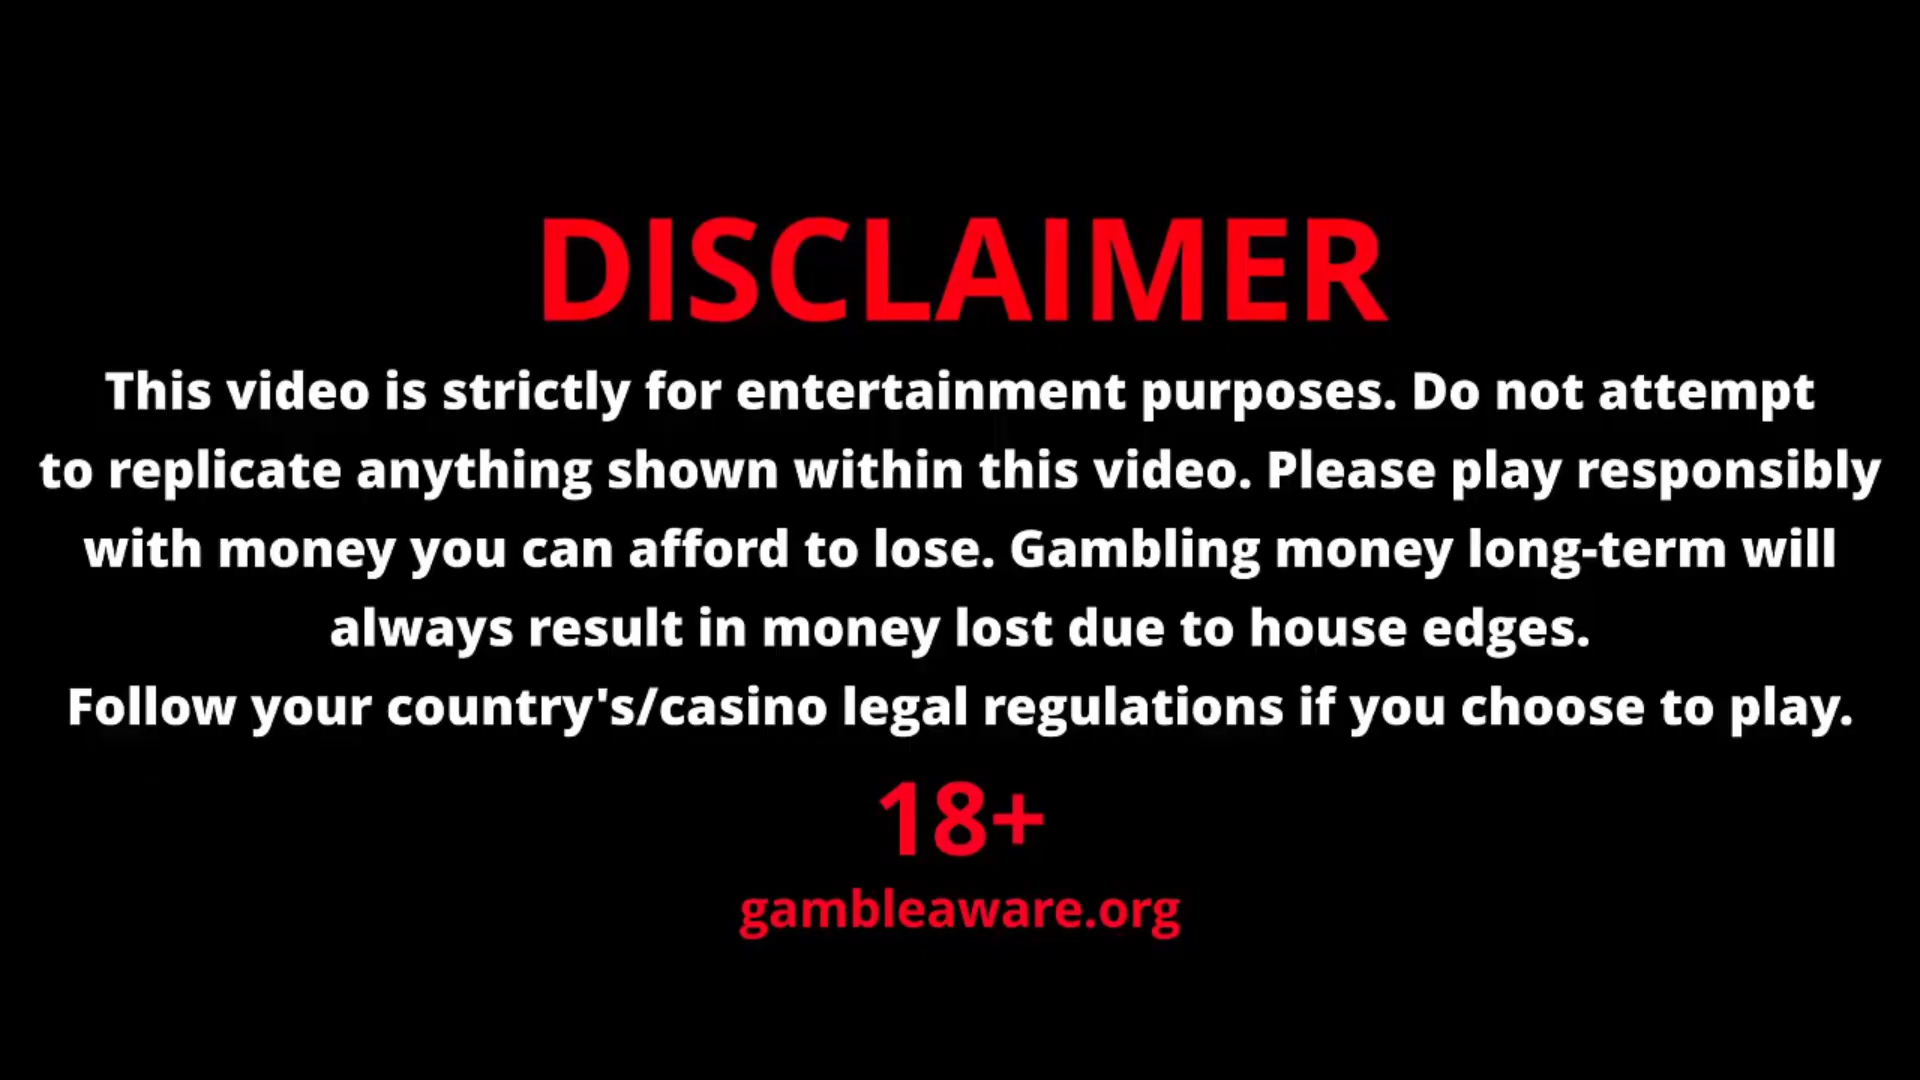 DISCLAIMER
This video is strictly for entertainment purposes. Do not attempt
to replicate anything shown within this video. Please play responsibly
with money you can afford to lose. Gambling money long-term will
always result in money lost due to house edges.
Follow your country's/casino legal regulations if you choose to play.
18+
gambleaware.org